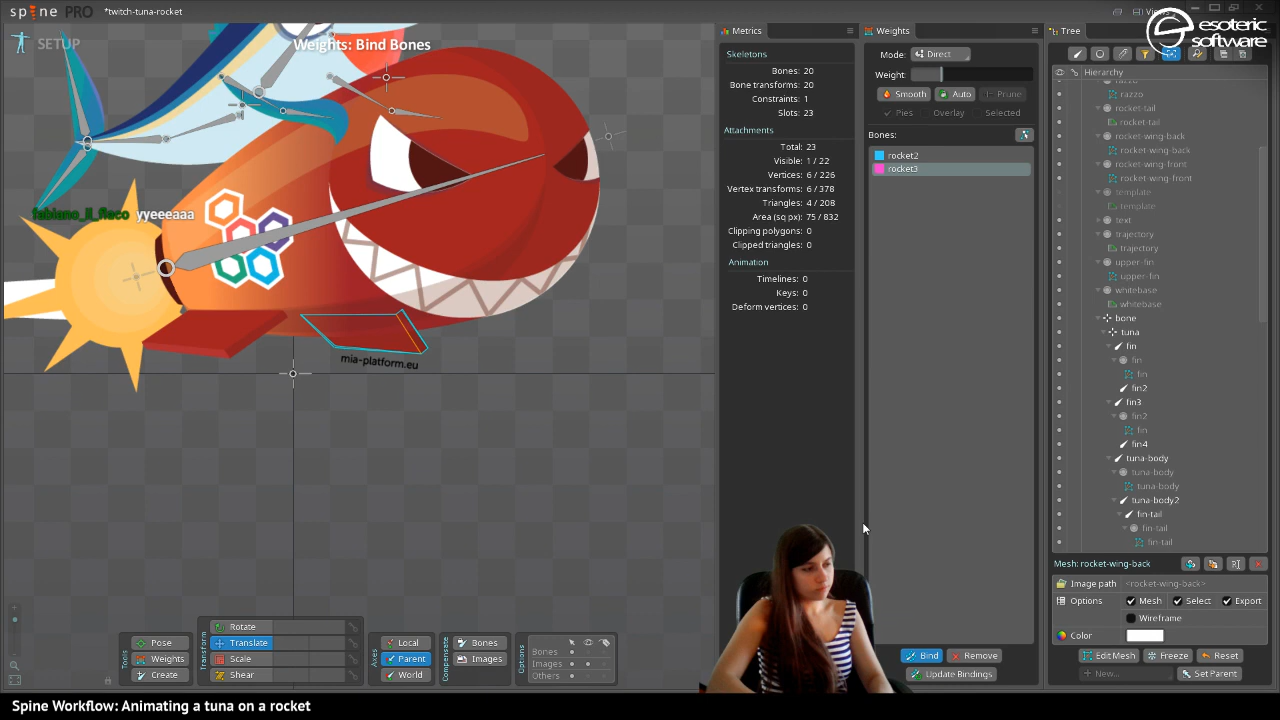 spine PRO
*twitch-tuna-rocket
Views
esoteric
software
SETUP
Weights: Bind Bones
fabiano_il_fleco yyeeeaaa
mia-platform.eu
Metrics
Skeletons
Bones: 20
Bone transforms: 20
Constraints: 1
Slots: 23
Attachments
Total: 23
Visible: 1 / 22
Vertices: 6 / 226
Vertex transforms: 6 / 378
Triangles: 4 / 208
Area (sq px): 75 / 832
Clipping polygons: 0
Clipped triangles: 0
Animation
Timelines: 0
Keys: 0
Deform vertices: 0
Weights
Mode: Direct
Weight:
Smooth Auto Prune
Pies Overlay Selected
Bones:
rocket2
rocket3
Bind Remove
Update Bindings
Tree
Hierarchy
razzo
rocket-tail
rocket-tail
rocket-wing-back
rocket-wing-back
rocket-wing-front
rocket-wing-front
template
template
text
trajectory
trajectory
upper-fin
upper-fin
whitebase
whitebase
bone
tuna
fin
fin
fin
fin2
fin3
fin2
fin
fin4
tuna-body
tuna-body
tuna-body
tuna-body2
fin-tail
fin-tail
fin-tail
Mesh: rocket-wing-back
Image path <rocket-wing-back>
Options Mesh Select Export
Wireframe
Color
Edit Mesh Freeze Reset
New... Set Parent
Tools
Pose
Weights
Create
Transform
Rotate
Translate
Scale
Shear
Axes
Local
Parent
World
Compensate
Bones
Images
Options
Bones
Images
Others
Spine Workflow: Animating a tuna on a rocket